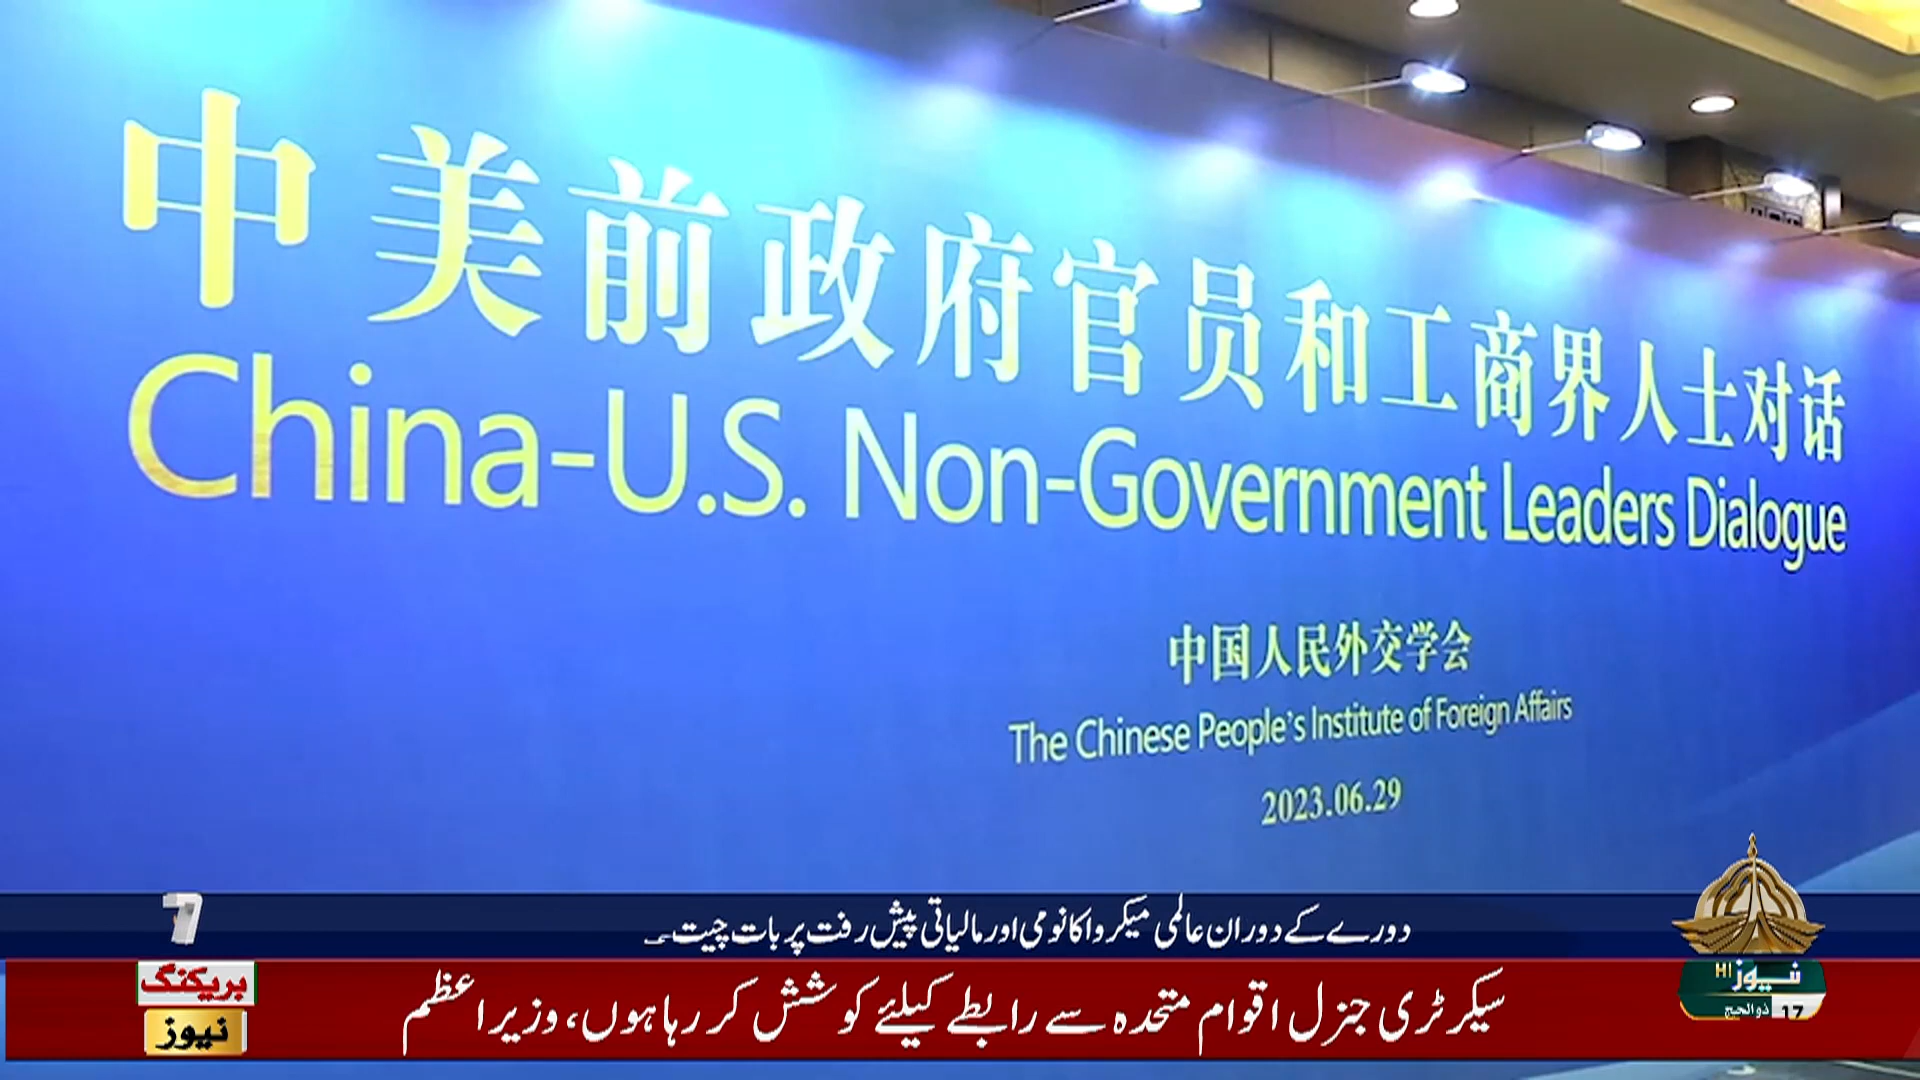 中美前政府官员和工商界人士对话
China-U.S. Non-Government Leaders Dialogue
中国人民外交学会
The Chinese People's Institute of Foreign Affairs
2023.06.29
7
دورے کے دوران عالمی میکرو اکانومی اور مالیاتی پیش رفت پر بات چیت۔
بریکنگ
نیوز
سیکرٹری جنرل اقوام متحدہ سے رابطے کیلئے کوشش کر رہا ہوں، وزیراعظم
نیوز
17 ذوالحج